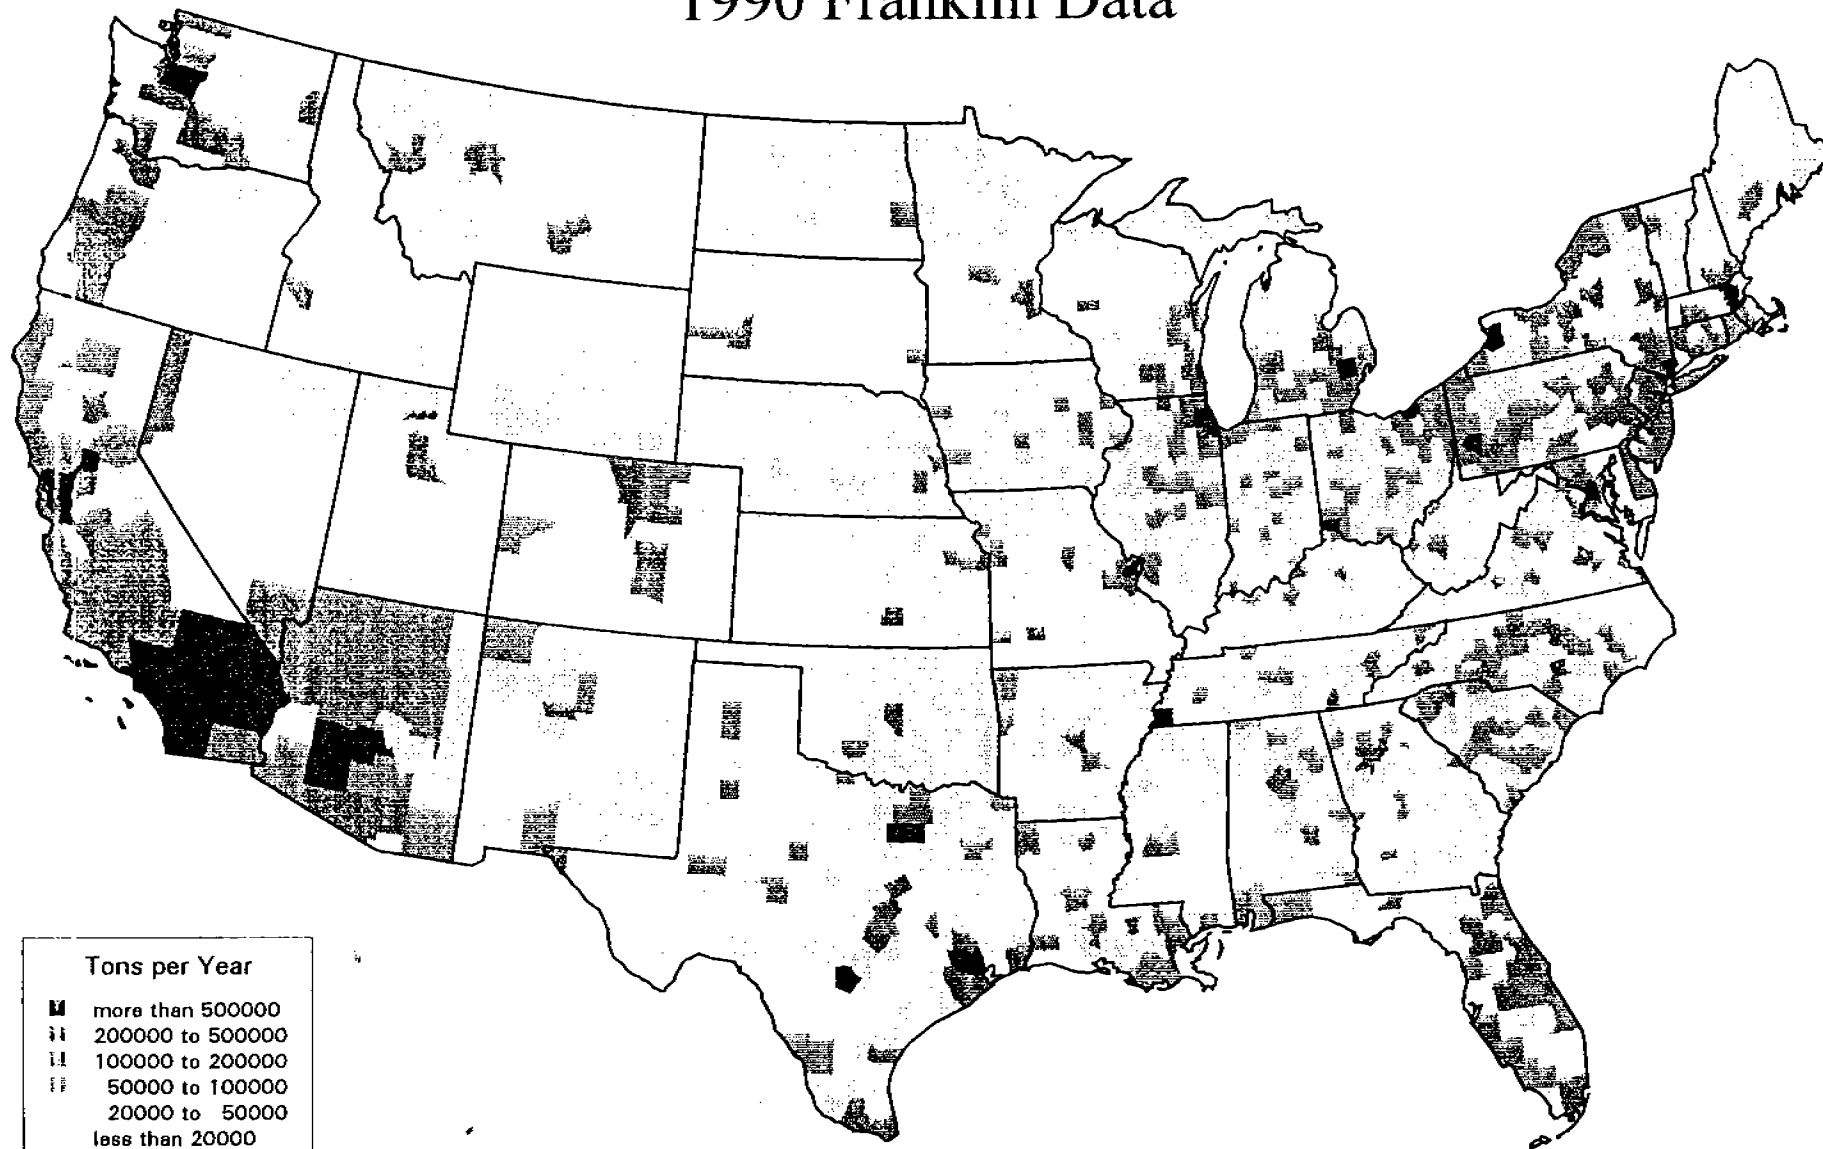 1990 Franklin Data
Tons per Year
more than 500000
200000 to 500000
100000 to 200000
50000 to 100000
20000 to 50000
less than 20000